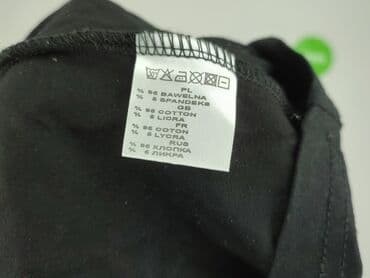 PL
% 95 BAWEŁNA
% 5 SPANDEKS
GB
% 95 COTTON
% 5 LICRA
FR
% 95 COTON
% 5 LYCRA
RUS
% 95 ХЛОПКА
% 5 ЛИКРА